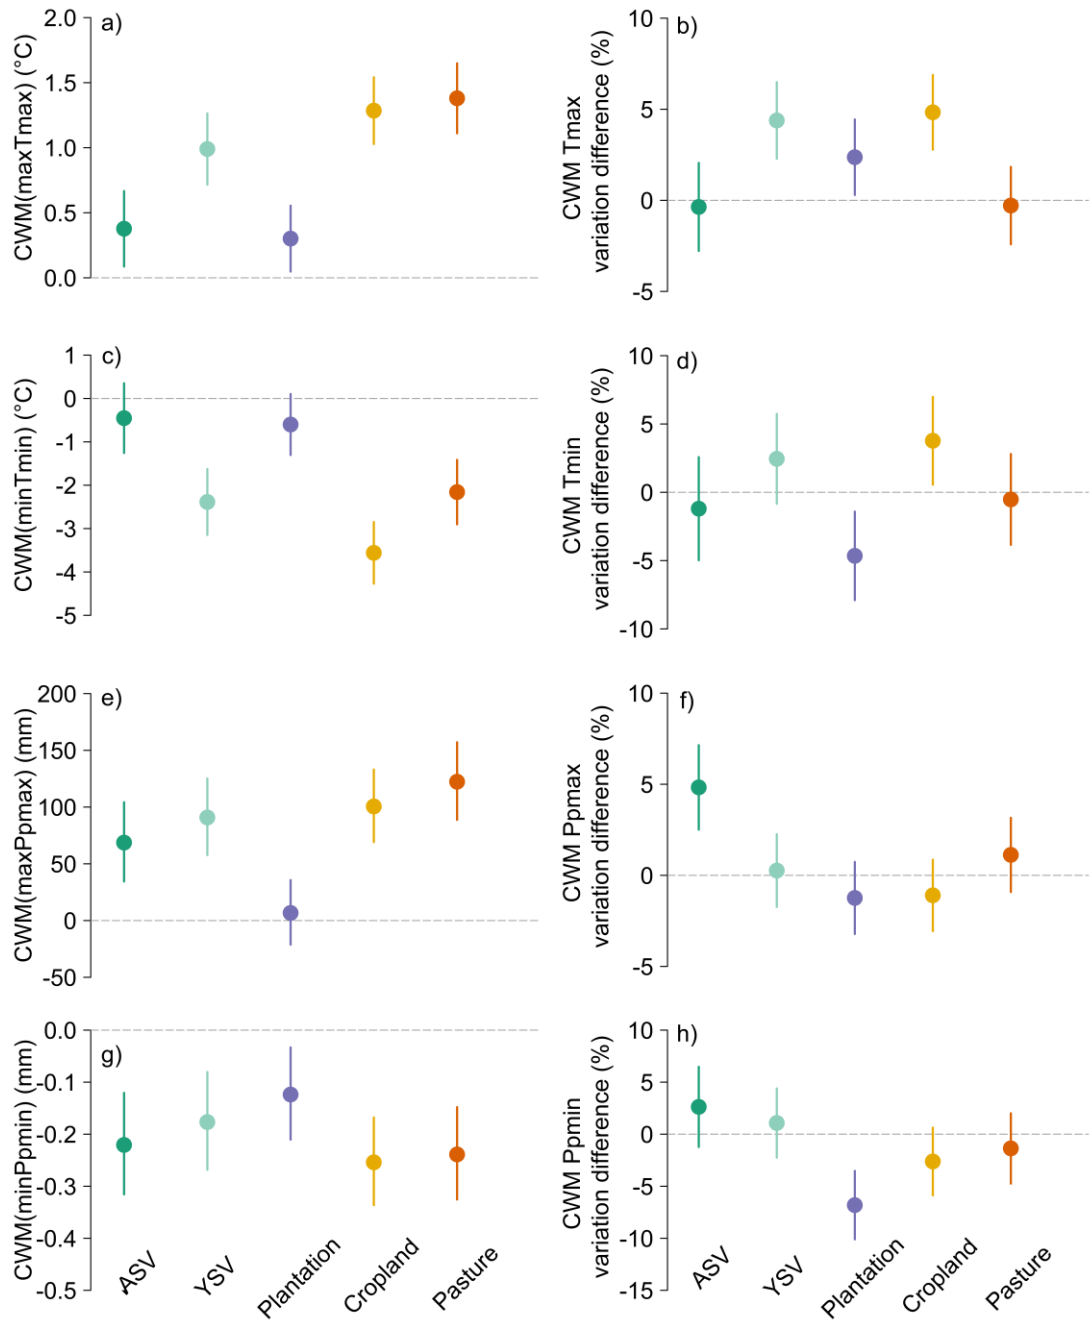 a)
CWM(maxTmax) (°C)
2.0
1.5
1.0
0.5
0.0
b)
CWM Tmax
variation difference (%)
10
5
0
-5
c)
CWM(minTmin) (°C)
1
0
-1
-2
-3
-4
-5
d)
CWM Tmin
variation difference (%)
10
5
0
-5
-10
e)
CWM(maxPpmax) (mm)
200
150
100
50
0
-50
f)
CWM Ppmax
variation difference (%)
10
5
0
-5
g)
CWM(minPpmin) (mm)
0.0
-0.1
-0.2
-0.3
-0.4
-0.5
ASV
YSV
Plantation
Cropland
Pasture
h)
CWM Ppmin
variation difference (%)
10
5
0
-5
-10
-15
ASV
YSV
Plantation
Cropland
Pasture